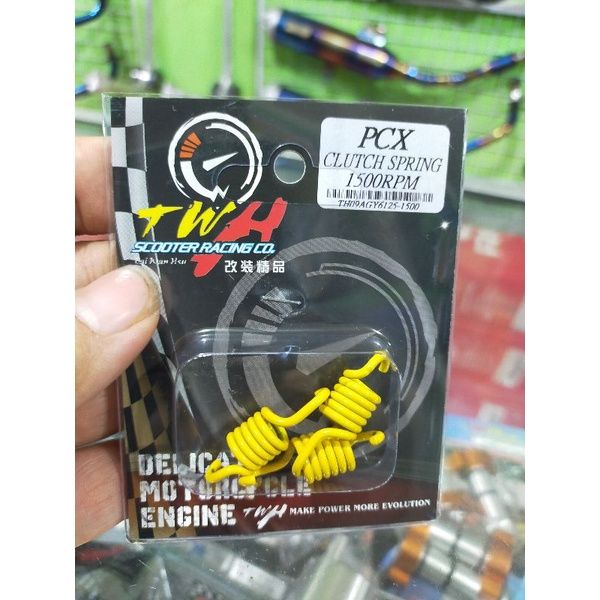 PCX
CLUTCH SPRING
1500RPM
TH09AGY6125-1500
TWH
SCOOTER RACING CO.
改裝精品
MOTORCYCLE
ENGINE
TWH MAKE POWER MORE EVOLUTION